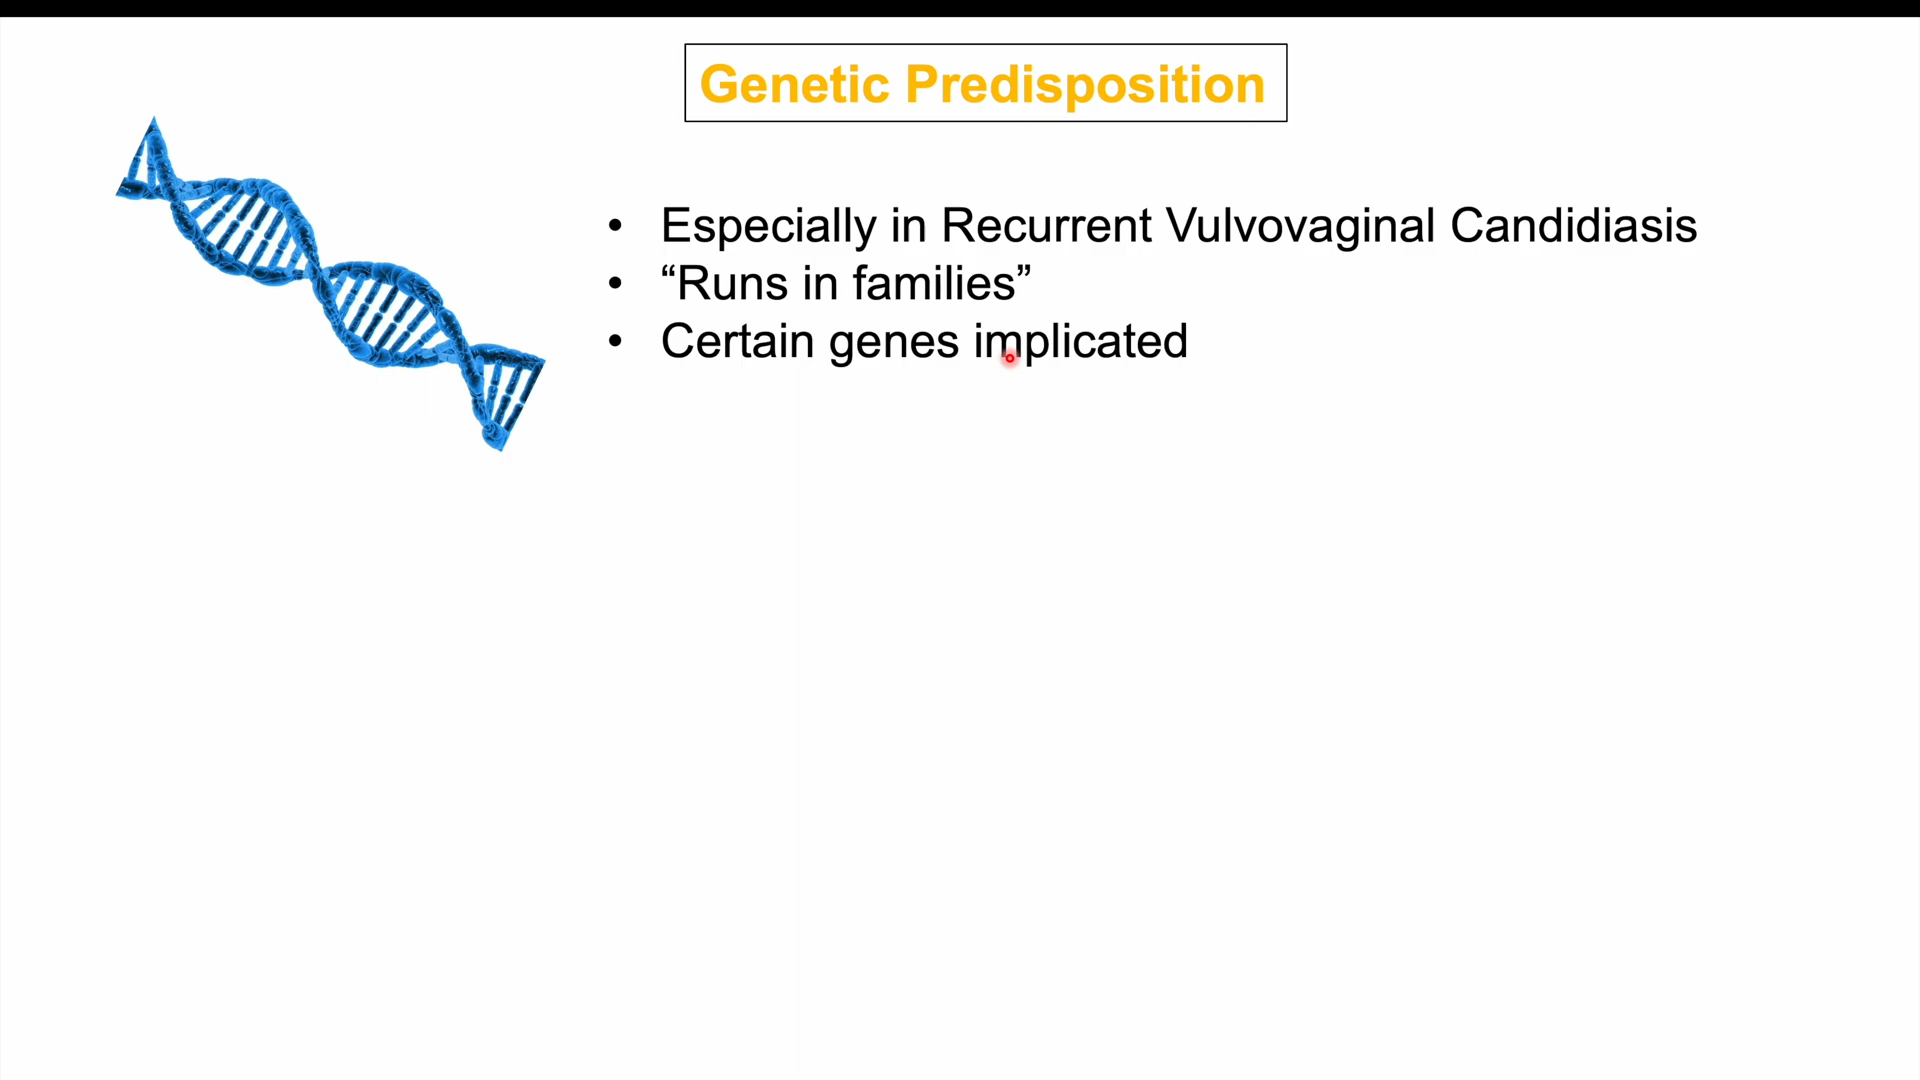 Genetic Predisposition
• Especially in Recurrent Vulvovaginal Candidiasis
• “Runs in families”
• Certain genes implicated